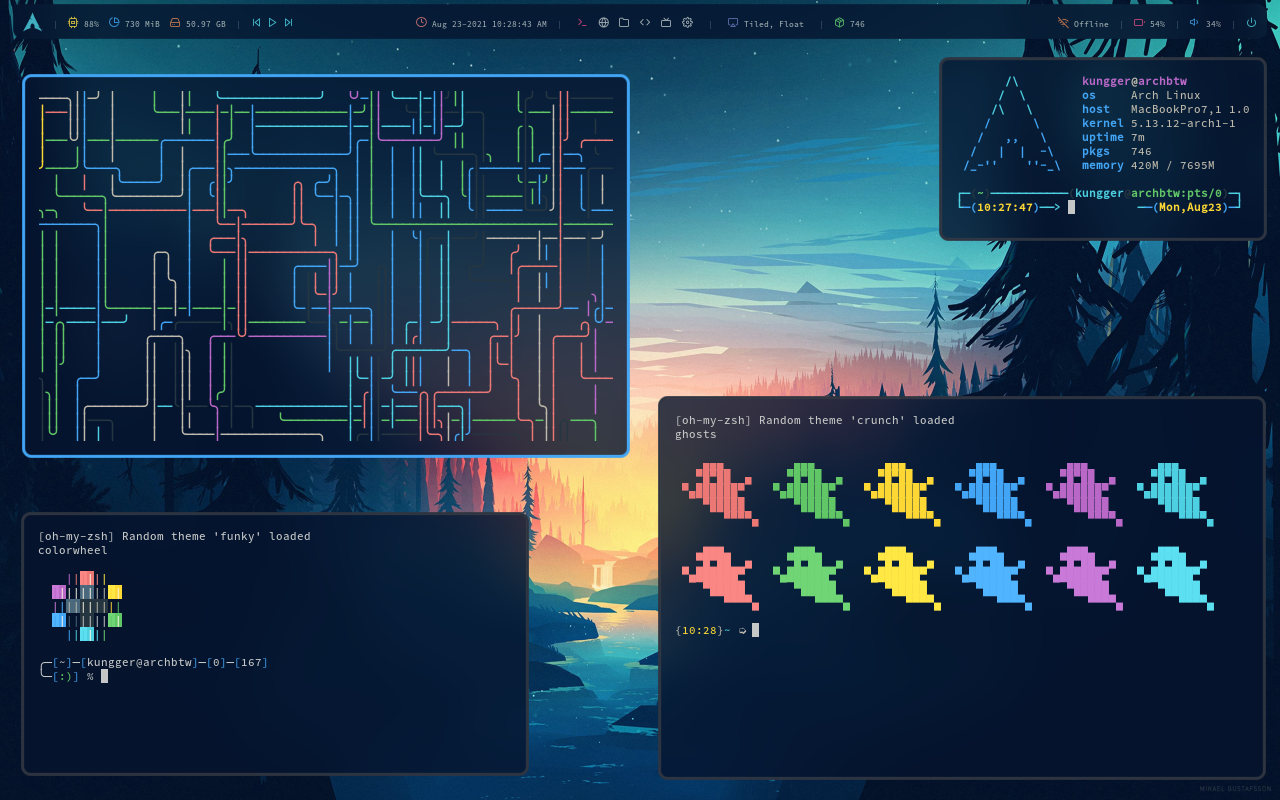 88% 730 MiB 50.97 GB Aug 23-2021 10:28:43 AM Tiled, Float 746 Offline 54% 34%
kungger@archbtw
os Arch Linux
host MacBookPro7,1 1.0
kernel 5.13.12-arch1-1
uptime 7m
pkgs 746
memory 420M / 7695M
~ kungger archbtw:pts/0
(10:27:47)──> ──(Mon,Aug23)
[oh-my-zsh] Random theme 'crunch' loaded
ghosts
{10:28}~ ➭
[oh-my-zsh] Random theme 'funky' loaded
colorwheel
╭─[~]─[kungger@archbtw]─[0]─[167]
╰─[:)] %
MIKAEL GUSTAFSSON